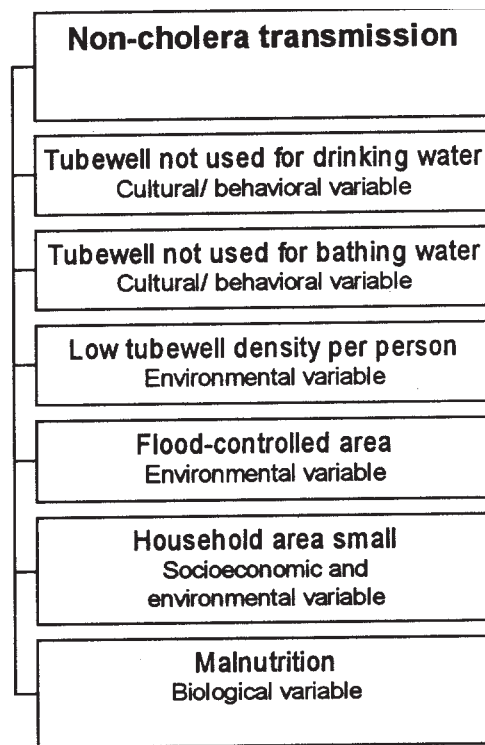 Non-cholera transmission
Tubewell not used for drinking water
Cultural/ behavioral variable
Tubewell not used for bathing water
Cultural/ behavioral variable
Low tubewell density per person
Environmental variable
Flood-controlled area
Environmental variable
Household area small
Socioeconomic and
environmental variable
Malnutrition
Biological variable